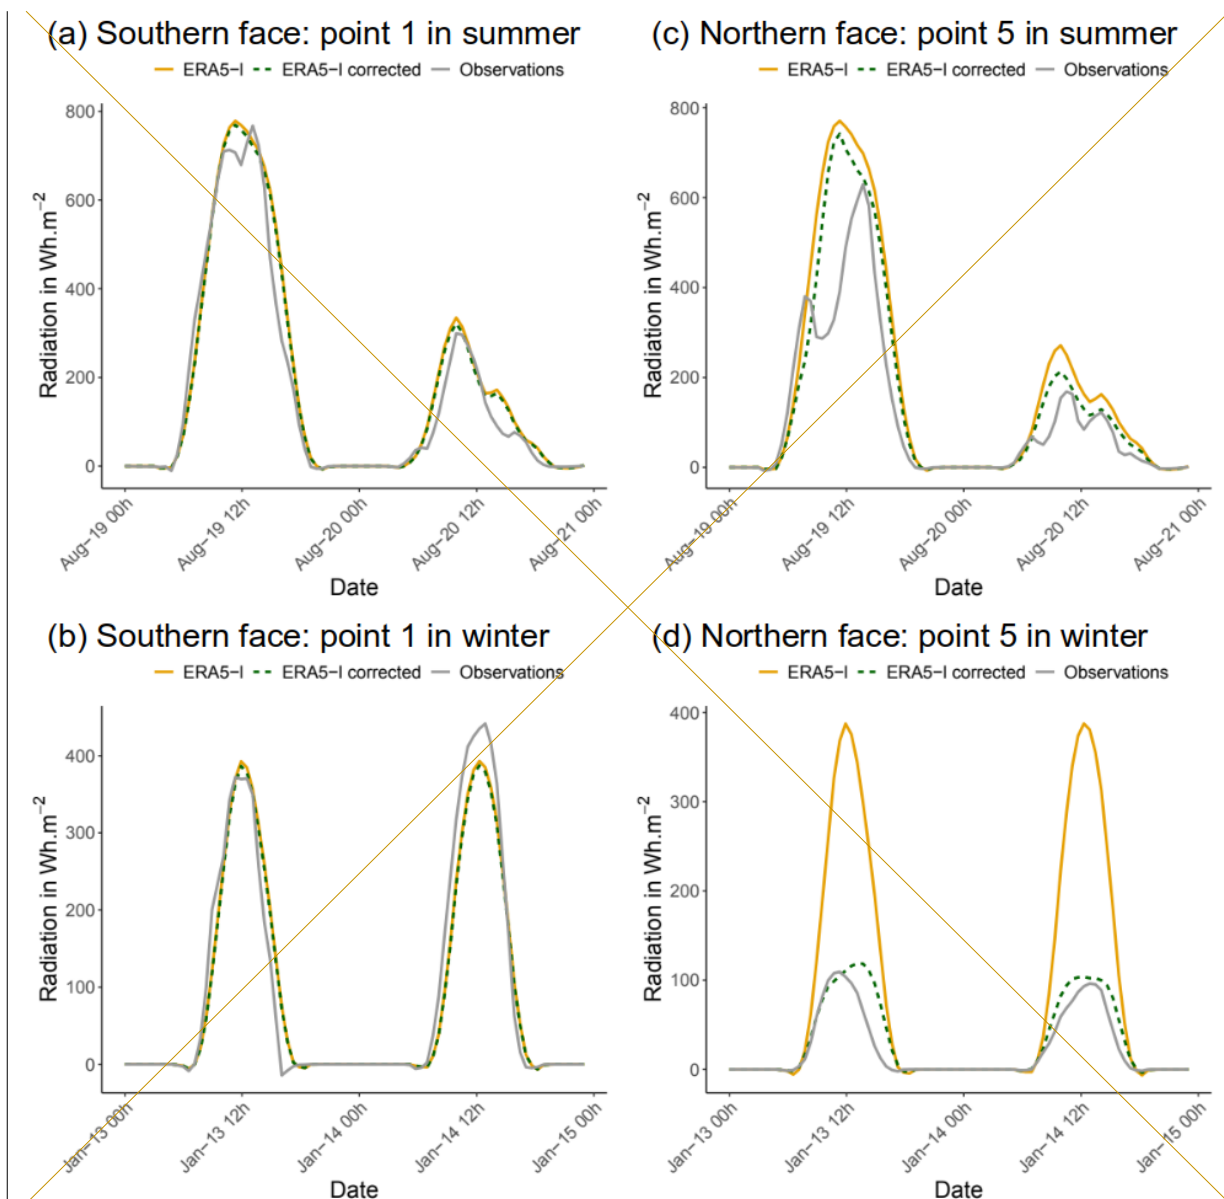 (a) Southern face: point 1 in summer
ERA5-l ERA5-l corrected Observations
800
600
400
200
0
Radiation in Wh.m⁻²
Aug-19 00h
Aug-19 12h
Aug-20 00h
Aug-20 12h
Aug-21 00h
Date
(c) Northern face: point 5 in summer
ERA5-l ERA5-l corrected Observations
800
600
400
200
0
Radiation in Wh.m⁻²
Aug-19 00h
Aug-19 12h
Aug-20 00h
Aug-20 12h
Aug-21 00h
Date
(b) Southern face: point 1 in winter
ERA5-l ERA5-l corrected Observations
400
300
200
100
0
Radiation in Wh.m⁻²
Jan-13 00h
Jan-13 12h
Jan-14 00h
Jan-14 12h
Jan-15 00h
Date
(d) Northern face: point 5 in winter
ERA5-l ERA5-l corrected Observations
400
300
200
100
0
Radiation in Wh.m⁻²
Jan-13 00h
Jan-13 12h
Jan-14 00h
Jan-14 12h
Jan-15 00h
Date